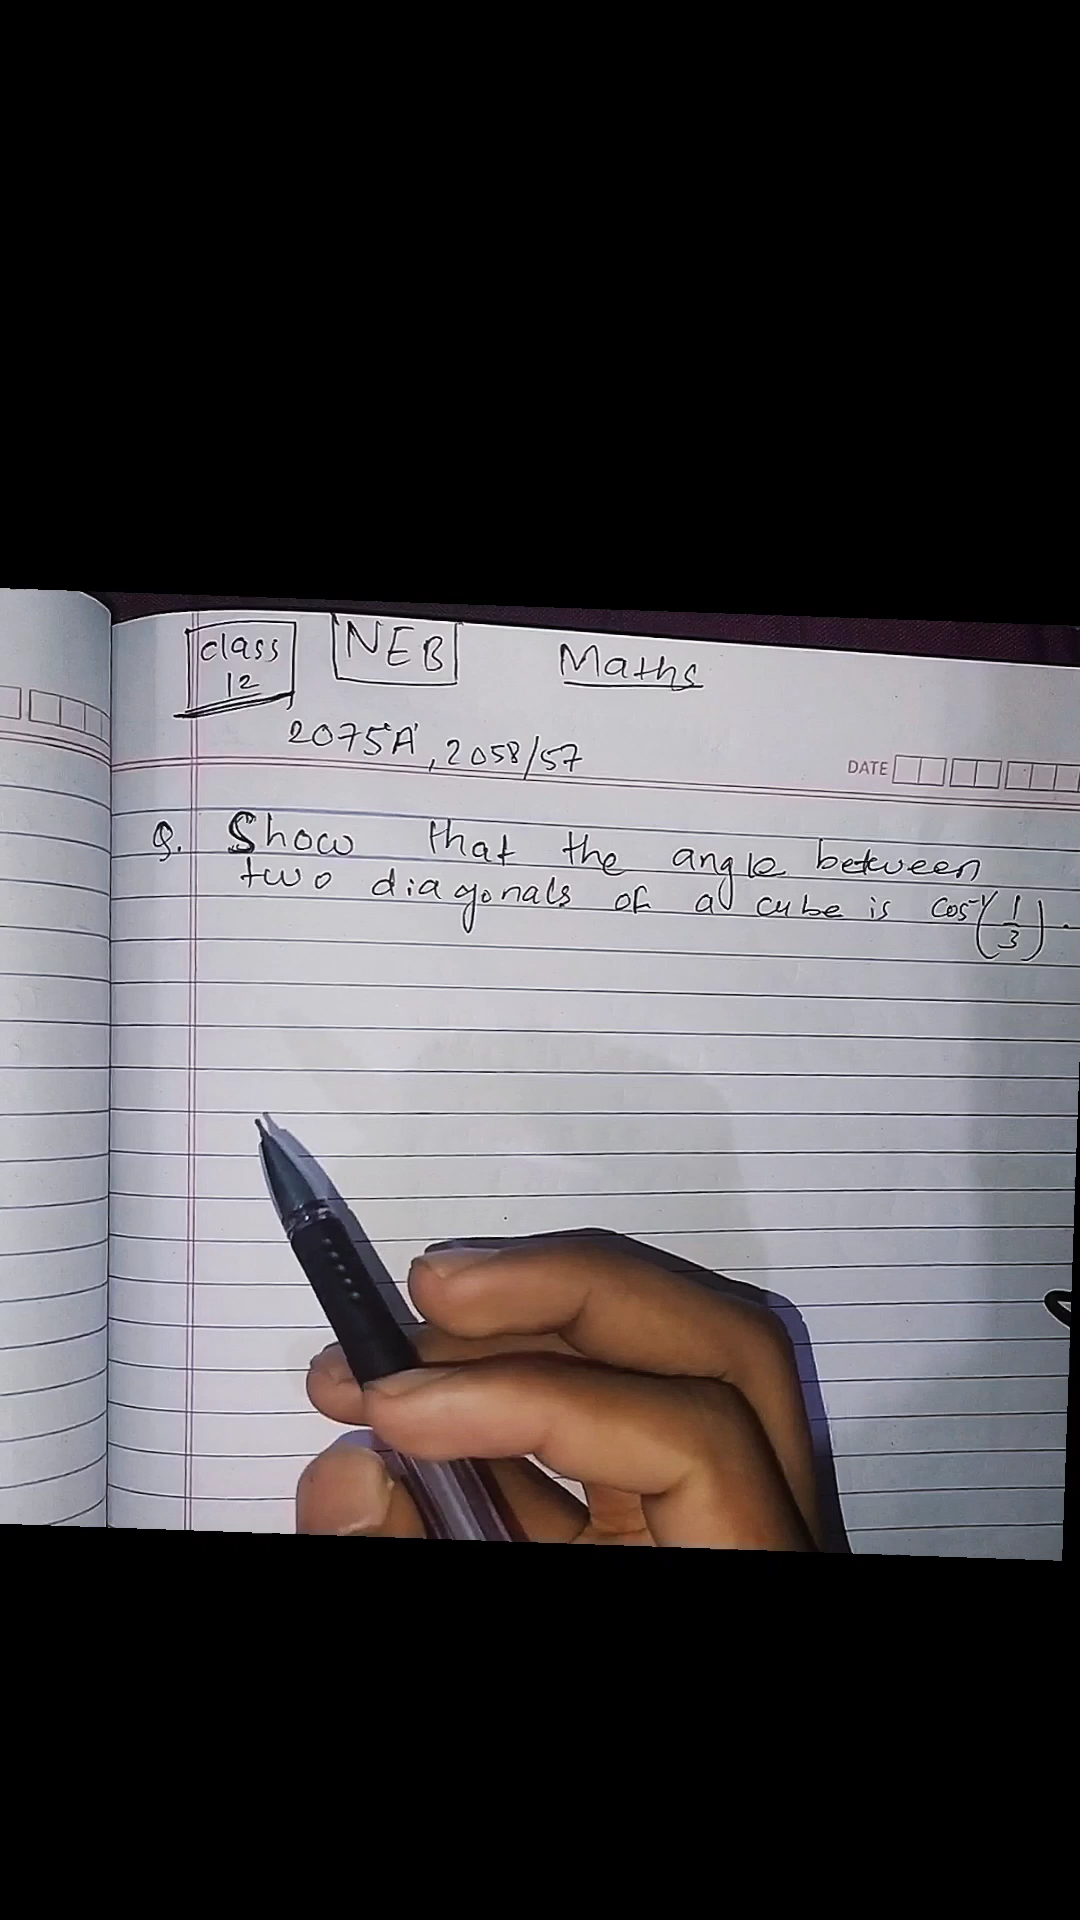 class
12
NEB
Maths
2075'A', 2058/57
DATE
Q. Show that the angle between
two diagonals of a cube is cos⁻¹(1/3).